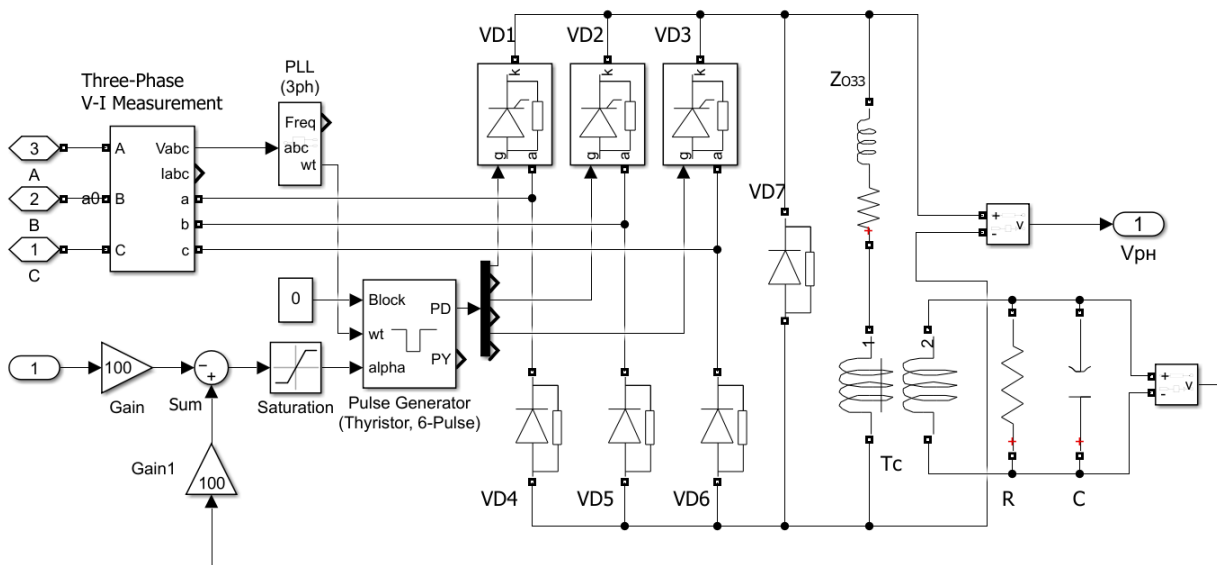 VD1
VD2
VD3
Three-Phase
V-I Measurement
PLL
(3ph)
Freq
abc
wt
k
g
a
k
g
a
k
g
a
Z033
3
A
2
B
1
C
A
a0
B
C
Vabc
Iabc
a
b
c
VD7
+
-
v
1
VPH
0
Block
wt
alpha
PD
PY
Pulse Generator
(Thyristor, 6-Pulse)
1
100
Gain
-
+
Sum
Saturation
Gain1
100
1
2
+
+
+
+
-
v
Tc
R
C
VD4
VD5
VD6